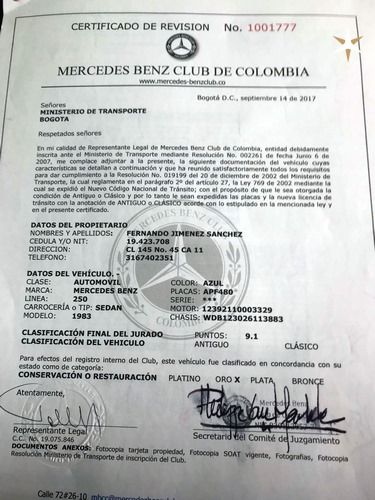 CERTIFICADO DE REVISION No. 1001777
MERCEDES BENZ CLUB DE COLOMBIA
www.mercedes-benzclub.co
Bogotá D.C., septiembre 14 de 2017
Señores
MINISTERIO DE TRANSPORTE
BOGOTA
Respetados señores
En mi calidad de Representante Legal de Mercedes Benz Club de Colombia, entidad debidamente
inscrita ante el Ministerio de Transporte mediante Resolución No. 002261 de fecha Junio 6 de
2007, me complace adjuntar a la presente, la siguiente documentación del vehículo cuyas
características se detallan a continuación y que ha reunido satisfactoriamente todos los requisitos
para dar cumplimiento a la Resolución No. 019199 del 20 de diciembre de 2002 del Ministerio de
Transporte, la cual reglamenta en el parágrafo 2º del artículo 27, la Ley 769 de 2002 mediante la
cual se expidió el Nuevo Código Nacional de Tránsito; con el propósito de que le sea otorgada la
condición de Antiguo o Clásico y por lo tanto le sean expedidas las placas y la nueva licencia de
tránsito con la anotación de ANTIGUO o CLÁSICO acorde con lo estipulado en la mencionada ley y
en el presente certificado.
DATOS DEL PROPIETARIO
NOMBRES Y APELLIDOS: FERNANDO JIMENEZ SANCHEZ
CEDULA Y/O NIT: 19.423.708
DIRECCION: CL 145 No. 45 CA 11
TELEFONO: 3167402351
DATOS DEL VEHÍCULO.-
CLASE: AUTOMOVIL COLOR: AZUL
MARCA: MERCEDES BENZ PLACAS: APF480
LINEA: 250 SERIE: ***
CARROCERÍA o TIP: SEDAN MOTOR: 12392110003329
MODELO: 1983 CHASIS: WDB123026113883
CLASIFICACIÓN FINAL DEL JURADO PUNTOS: 9.1
CLASIFICACIÓN DEL VEHICULO ANTIGUO CLÁSICO
Para efectos del registro interno del Club, este vehículo fue clasificado en concordancia con su
estado como de categoría:
CONSERVACIÓN O RESTAURACIÓN PLATINO ORO X PLATA BRONCE
Atentamente,
Representante Legal
C.C. No. 19.075.846
Secretario del Comité de Juzgamiento
DOCUMENTOS ANEXOS: Fotocopia tarjeta propiedad, Fotocopia SOAT vigente, Fotografías, Fotocopia
Resolución Ministerio de Transporte de inscripción del Club.
Calle 72#26-10